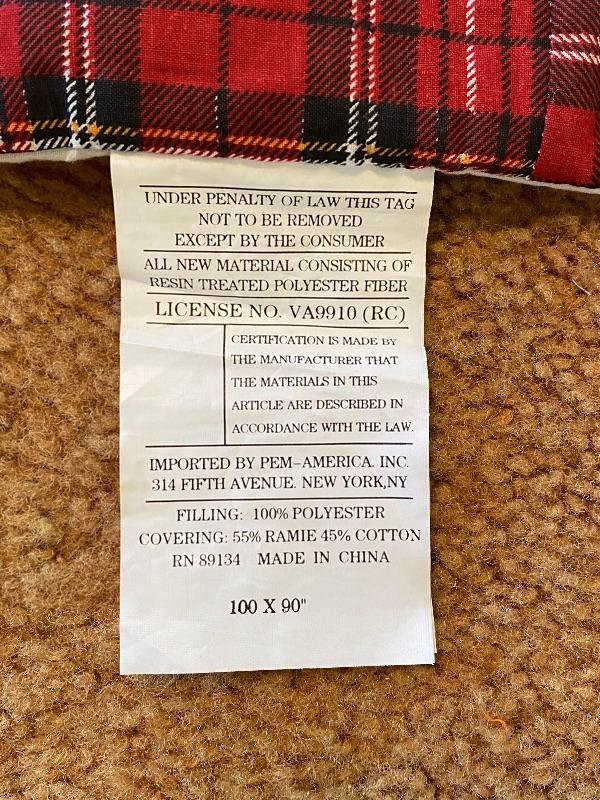 UNDER PENALTY OF LAW THIS TAG
NOT TO BE REMOVED
EXCEPT BY THE CONSUMER
ALL NEW MATERIAL CONSISTING OF
RESIN TREATED POLYESTER FIBER
LICENSE NO. VA9910 (RC)
CERTIFICATION IS MADE BY
THE MANUFACTURER THAT
THE MATERIALS IN THIS
ARTICLE ARE DESCRIBED IN
ACCORDANCE WITH THE LAW.
IMPORTED BY PEM-AMERICA. INC.
314 FIFTH AVENUE. NEW YORK,NY
FILLING: 100% POLYESTER
COVERING: 55% RAMIE 45% COTTON
RN 89134 MADE IN CHINA
100 X 90"